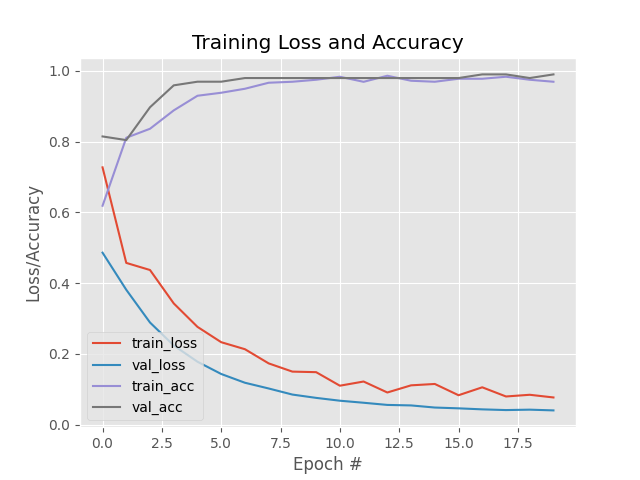 Training Loss and Accuracy
1.0
0.8
0.6
0.4
0.2
0.0
Loss/Accuracy
train_loss
val_loss
train_acc
val_acc
0.0 2.5 5.0 7.5 10.0 12.5 15.0 17.5
Epoch #